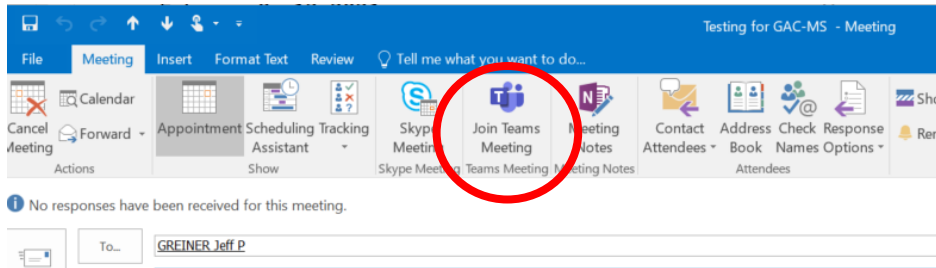 Testing for GAC-MS - Meeting
File Meeting Insert Format Text Review Tell me what you want to do...
Calendar
Cancel Meeting
Forward
Appointment
Scheduling Assistant
Tracking
Skype Meeting
Join Teams Meeting
Meeting Notes
Contact Attendees
Address Book
Check Names
Response Options
Actions Show Skype Meeting Teams Meeting Meeting Notes Attendees
No responses have been received for this meeting.
To... GREINER Jeff P